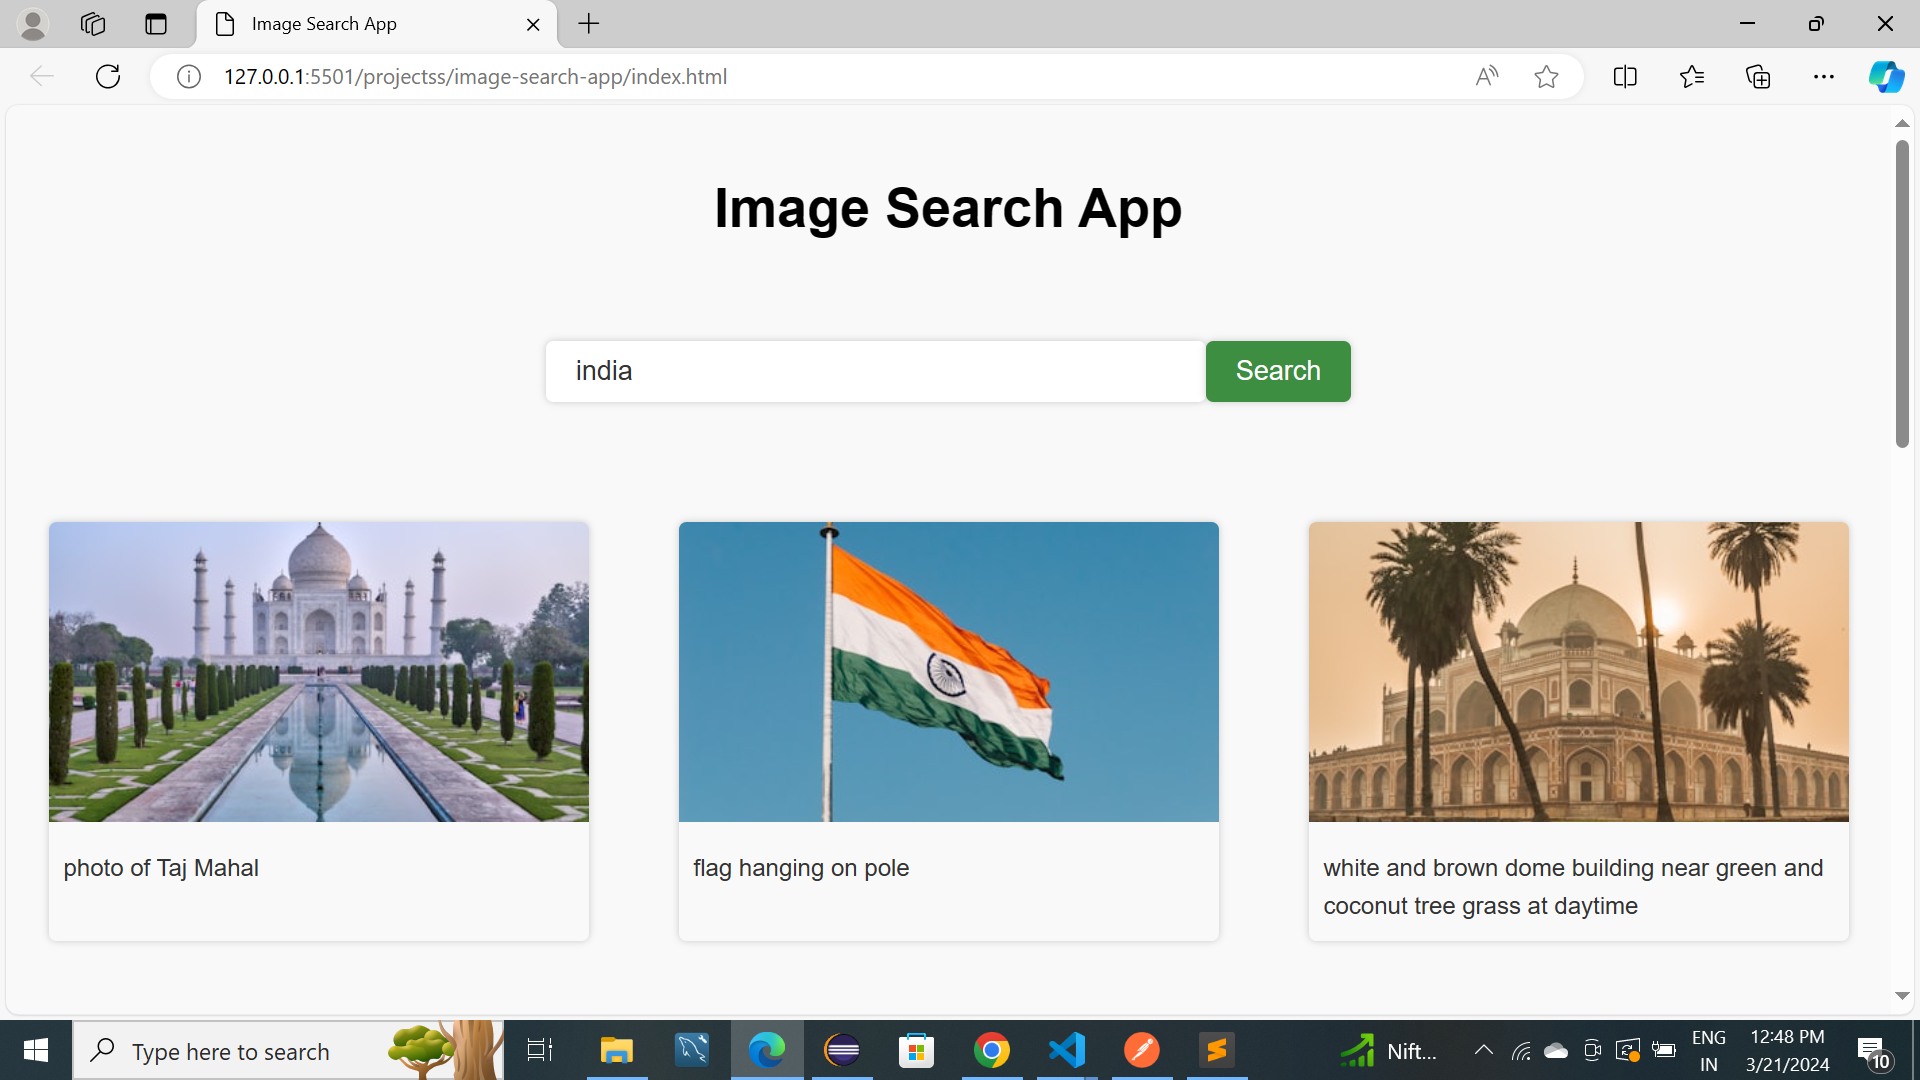 Image Search App
127.0.0.1:5501/projectss/image-search-app/index.html
Image Search App
india
Search
photo of Taj Mahal
flag hanging on pole
white and brown dome building near green and
coconut tree grass at daytime
Type here to search
Nift...
ENG
IN
12:48 PM
3/21/2024
10